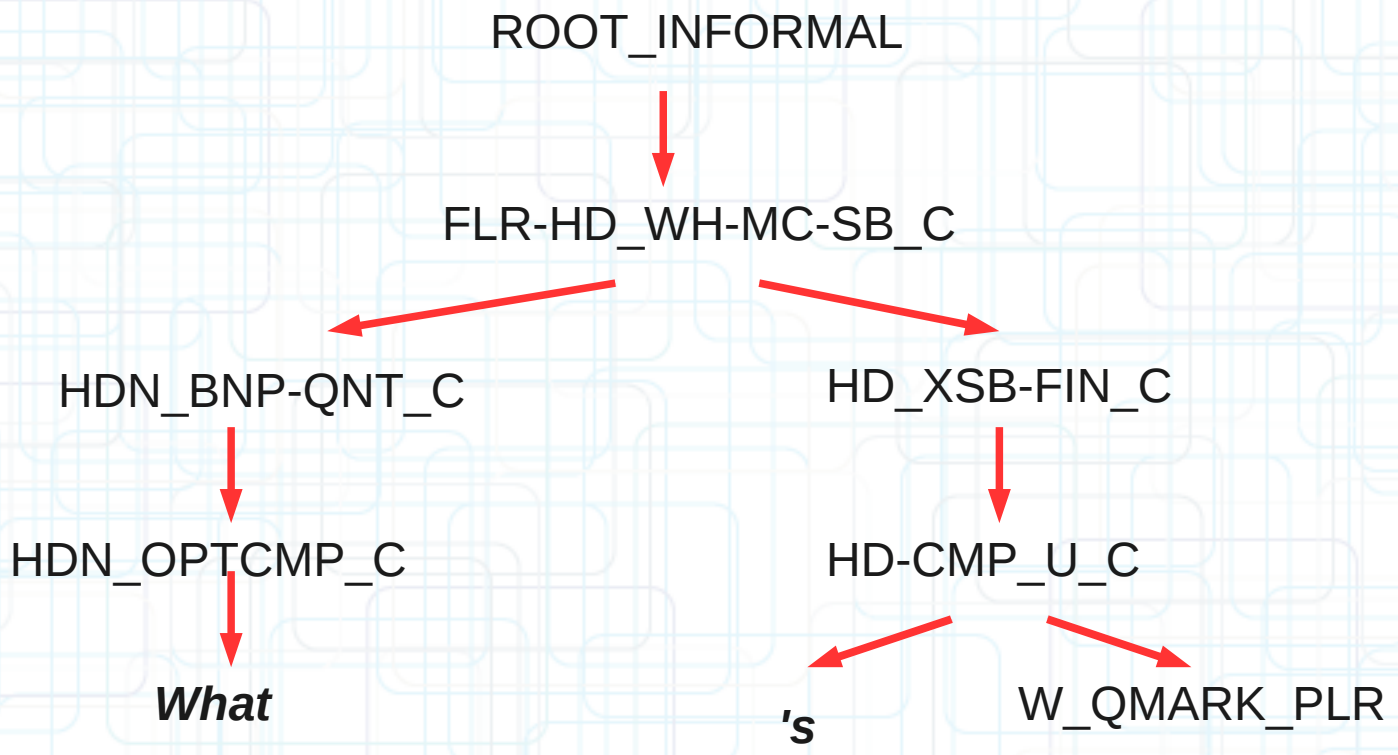 ROOT_INFORMAL
FLR-HD_WH-MC-SB_C
HDN_BNP-QNT_C
HD_XSB-FIN_C
HDN_OPTCMP_C
HD-CMP_U_C
What
's
W_QMARK_PLR